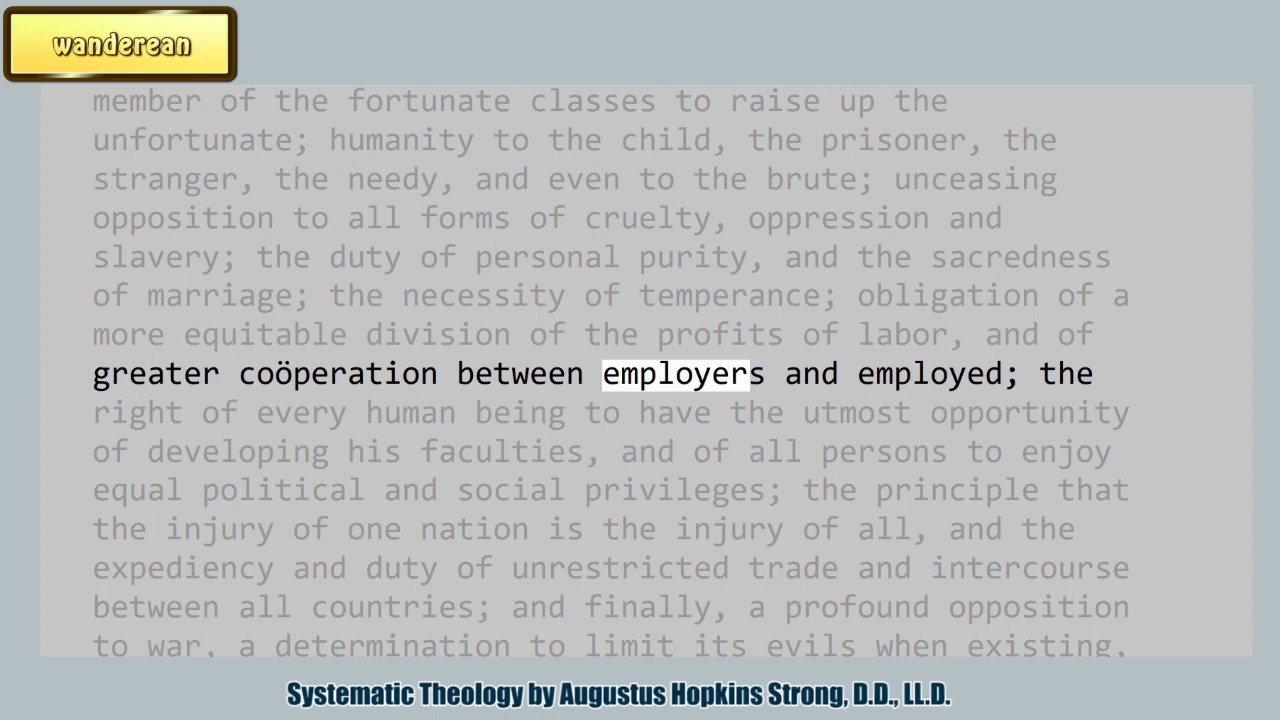 wanderean
member of the fortunate classes to raise up the
unfortunate; humanity to the child, the prisoner, the
stranger, the needy, and even to the brute; unceasing
opposition to all forms of cruelty, oppression and
slavery; the duty of personal purity, and the sacredness
of marriage; the necessity of temperance; obligation of a
more equitable division of the profits of labor, and of
greater coöperation between employers and employed; the
right of every human being to have the utmost opportunity
of developing his faculties, and of all persons to enjoy
equal political and social privileges; the principle that
the injury of one nation is the injury of all, and the
expediency and duty of unrestricted trade and intercourse
between all countries; and finally, a profound opposition
to war, a determination to limit its evils when existing,
Systematic Theology by Augustus Hopkins Strong, D.D., LL.D.